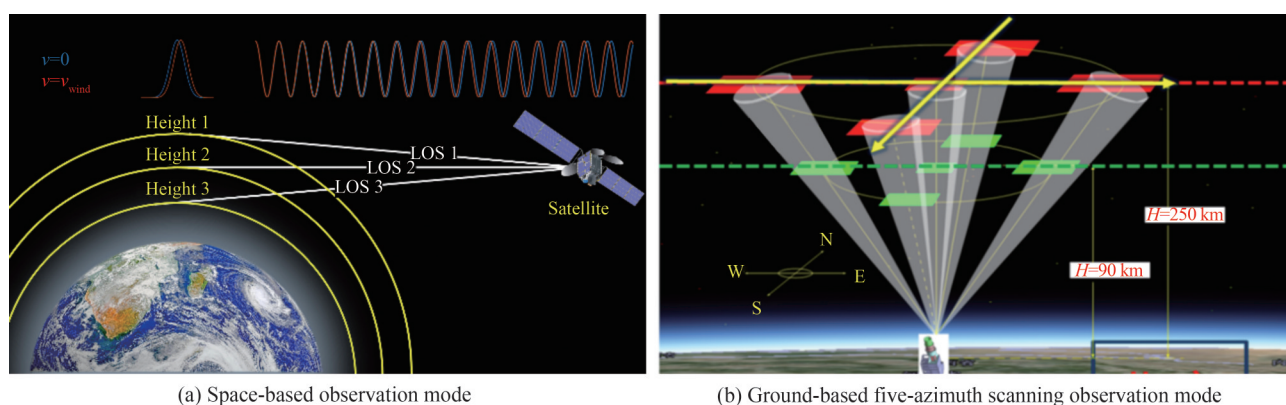 v=0
v=vwind
Height 1
Height 2
Height 3
LOS 1
LOS 2
LOS 3
Satellite
(a) Space-based observation mode
N
W
E
S
H=250 km
H=90 km
(b) Ground-based five-azimuth scanning observation mode